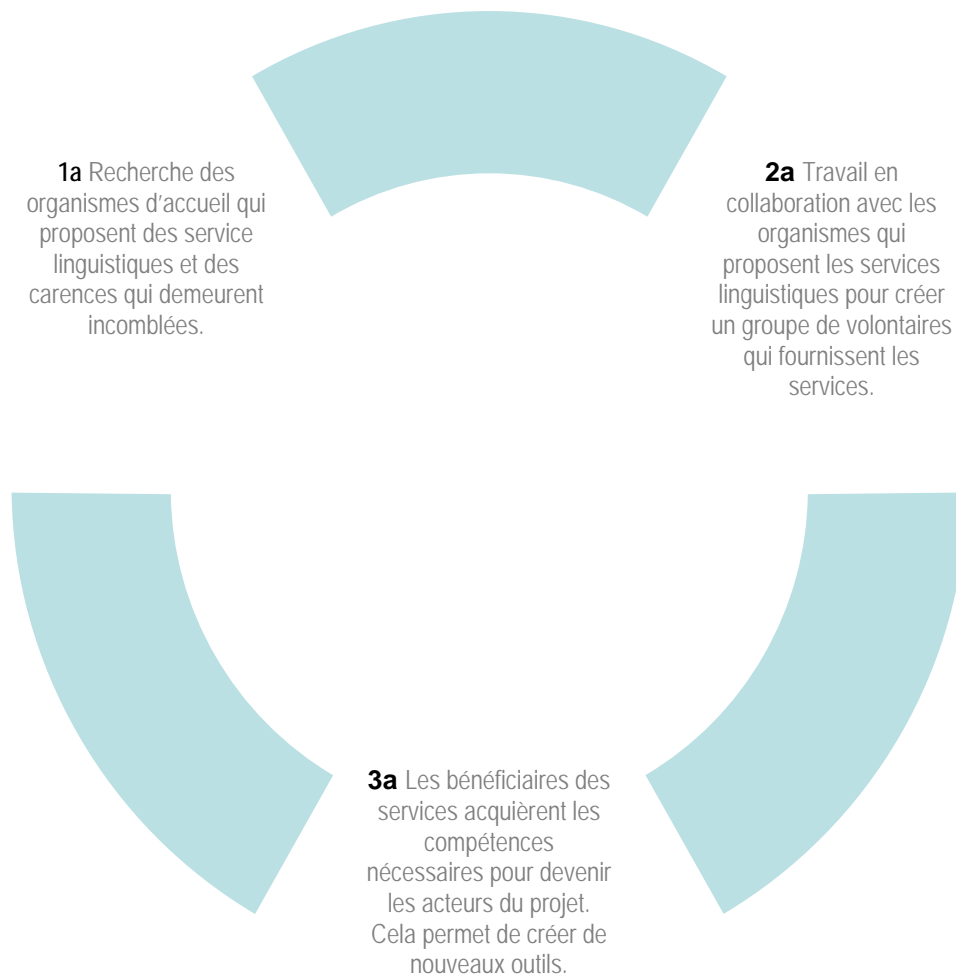 1a Recherche des
organismes d'accueil qui
proposent des service
linguistiques et des
carences qui demeurent
incomblées.
2a Travail en
collaboration avec les
organismes qui
proposent les services
linguistiques pour créer
un groupe de volontaires
qui fournissent les
services.
3a Les bénéficiaires des
services acquièrent les
compétences
nécessaires pour devenir
les acteurs du projet.
Cela permet de créer de
nouveaux outils.